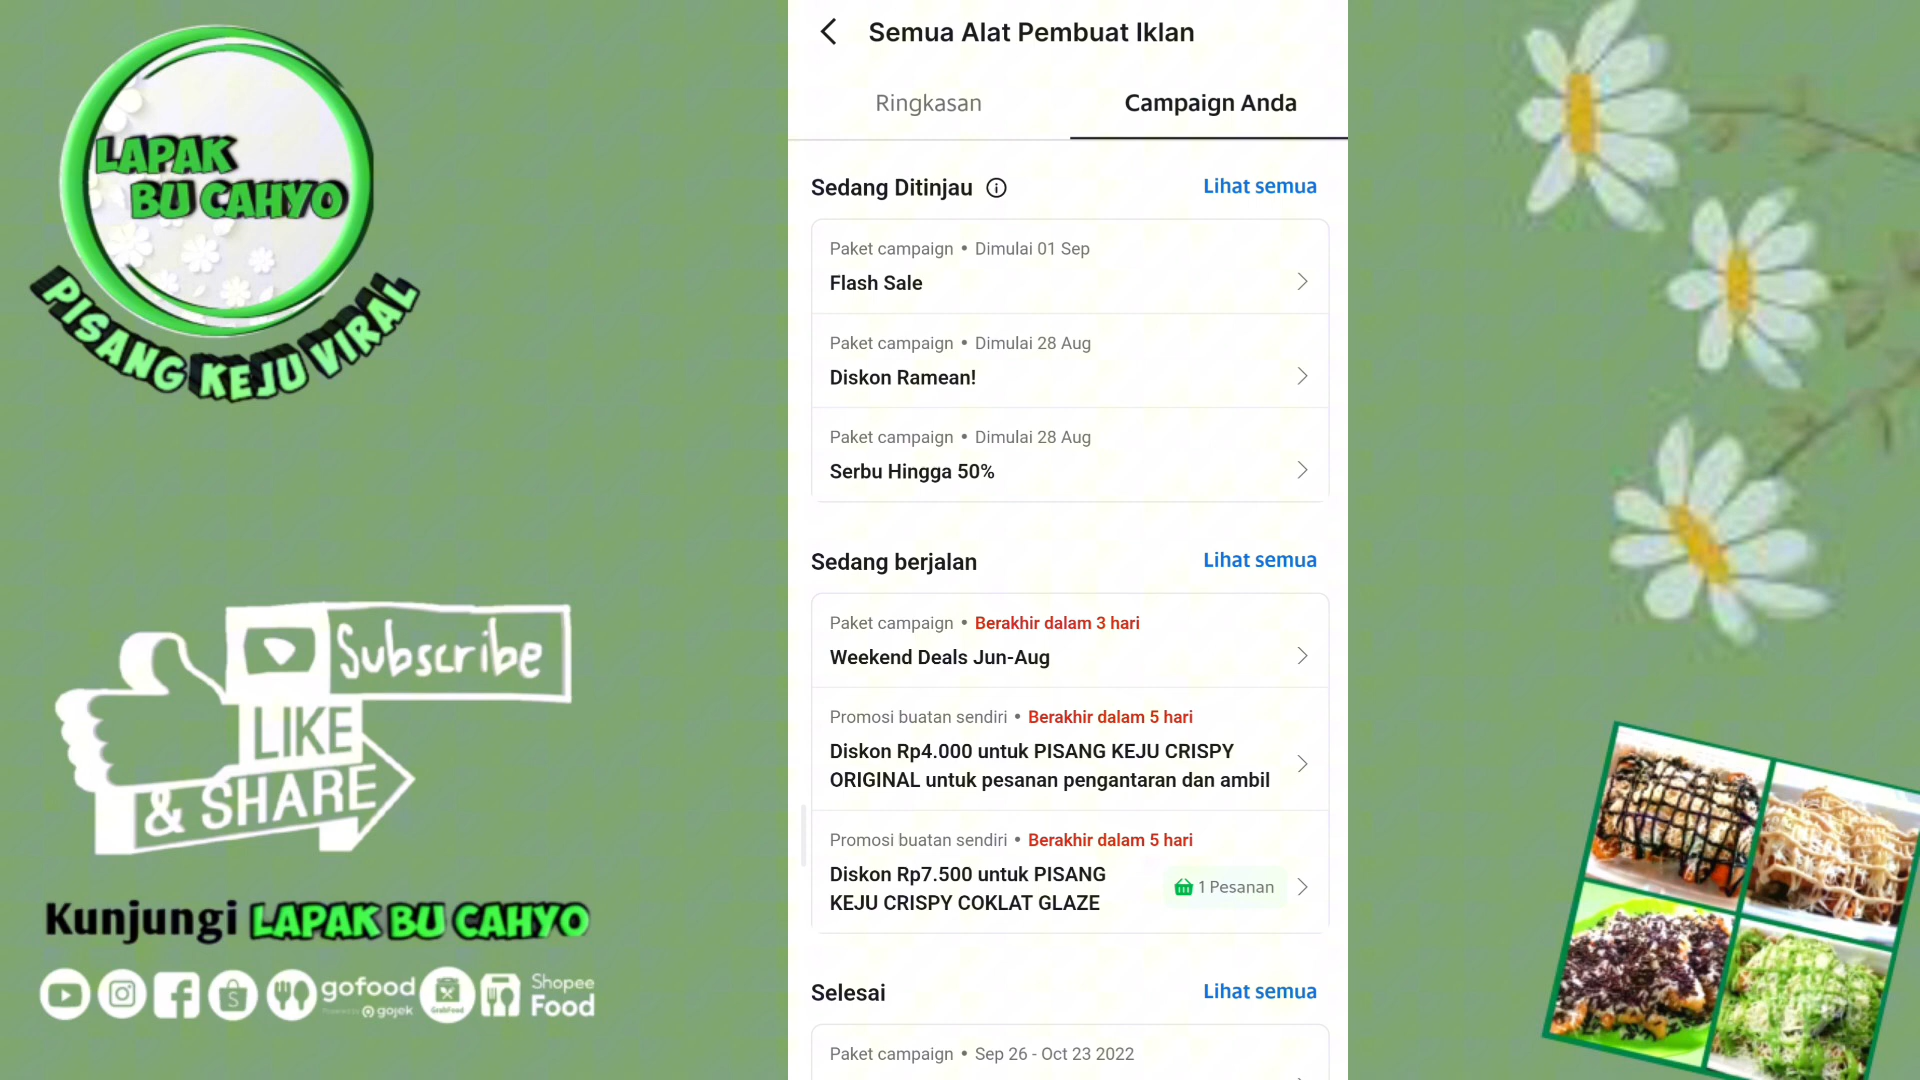 LAPAK
BU CAHYO
PISANG KEJU VIRAL
Subscribe
LIKE
& SHARE
Kunjungi LAPAK BU CAHYO
gofood
gojek
GrabFood
Shopee
Food
Semua Alat Pembuat Iklan
Ringkasan
Campaign Anda
Sedang Ditinjau
Lihat semua
Paket campaign • Dimulai 01 Sep
Flash Sale
Paket campaign • Dimulai 28 Aug
Diskon Ramean!
Paket campaign • Dimulai 28 Aug
Serbu Hingga 50%
Sedang berjalan
Lihat semua
Paket campaign • Berakhir dalam 3 hari
Weekend Deals Jun-Aug
Promosi buatan sendiri • Berakhir dalam 5 hari
Diskon Rp4.000 untuk PISANG KEJU CRISPY
ORIGINAL untuk pesanan pengantaran dan ambil
Promosi buatan sendiri • Berakhir dalam 5 hari
Diskon Rp7.500 untuk PISANG
KEJU CRISPY COKLAT GLAZE
1 Pesanan
Selesai
Lihat semua
Paket campaign • Sep 26 - Oct 23 2022